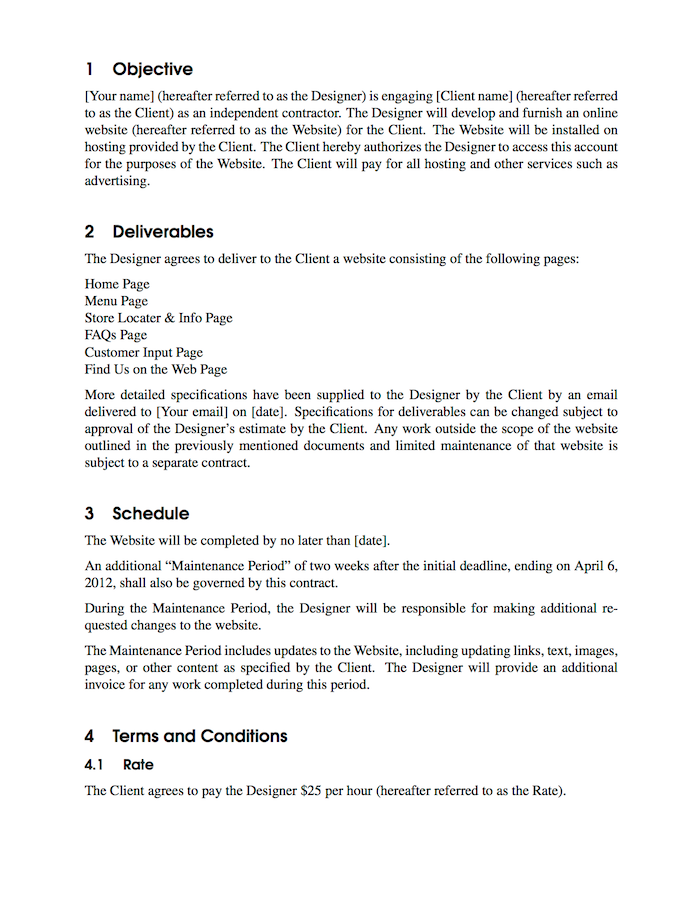 1 Objective
[Your name] (hereafter referred to as the Designer) is engaging [Client name] (hereafter referred
to as the Client) as an independent contractor. The Designer will develop and furnish an online
website (hereafter referred to as the Website) for the Client. The Website will be installed on
hosting provided by the Client. The Client hereby authorizes the Designer to access this account
for the purposes of the Website. The Client will pay for all hosting and other services such as
advertising.
2 Deliverables
The Designer agrees to deliver to the Client a website consisting of the following pages:
Home Page
Menu Page
Store Locater & Info Page
FAQs Page
Customer Input Page
Find Us on the Web Page
More detailed specifications have been supplied to the Designer by the Client by an email
delivered to [Your email] on [date]. Specifications for deliverables can be changed subject to
approval of the Designer's estimate by the Client. Any work outside the scope of the website
outlined in the previously mentioned documents and limited maintenance of that website is
subject to a separate contract.
3 Schedule
The Website will be completed by no later than [date].
An additional “Maintenance Period” of two weeks after the initial deadline, ending on April 6,
2012, shall also be governed by this contract.
During the Maintenance Period, the Designer will be responsible for making additional re-
quested changes to the website.
The Maintenance Period includes updates to the Website, including updating links, text, images,
pages, or other content as specified by the Client. The Designer will provide an additional
invoice for any work completed during this period.
4 Terms and Conditions
4.1 Rate
The Client agrees to pay the Designer $25 per hour (hereafter referred to as the Rate).